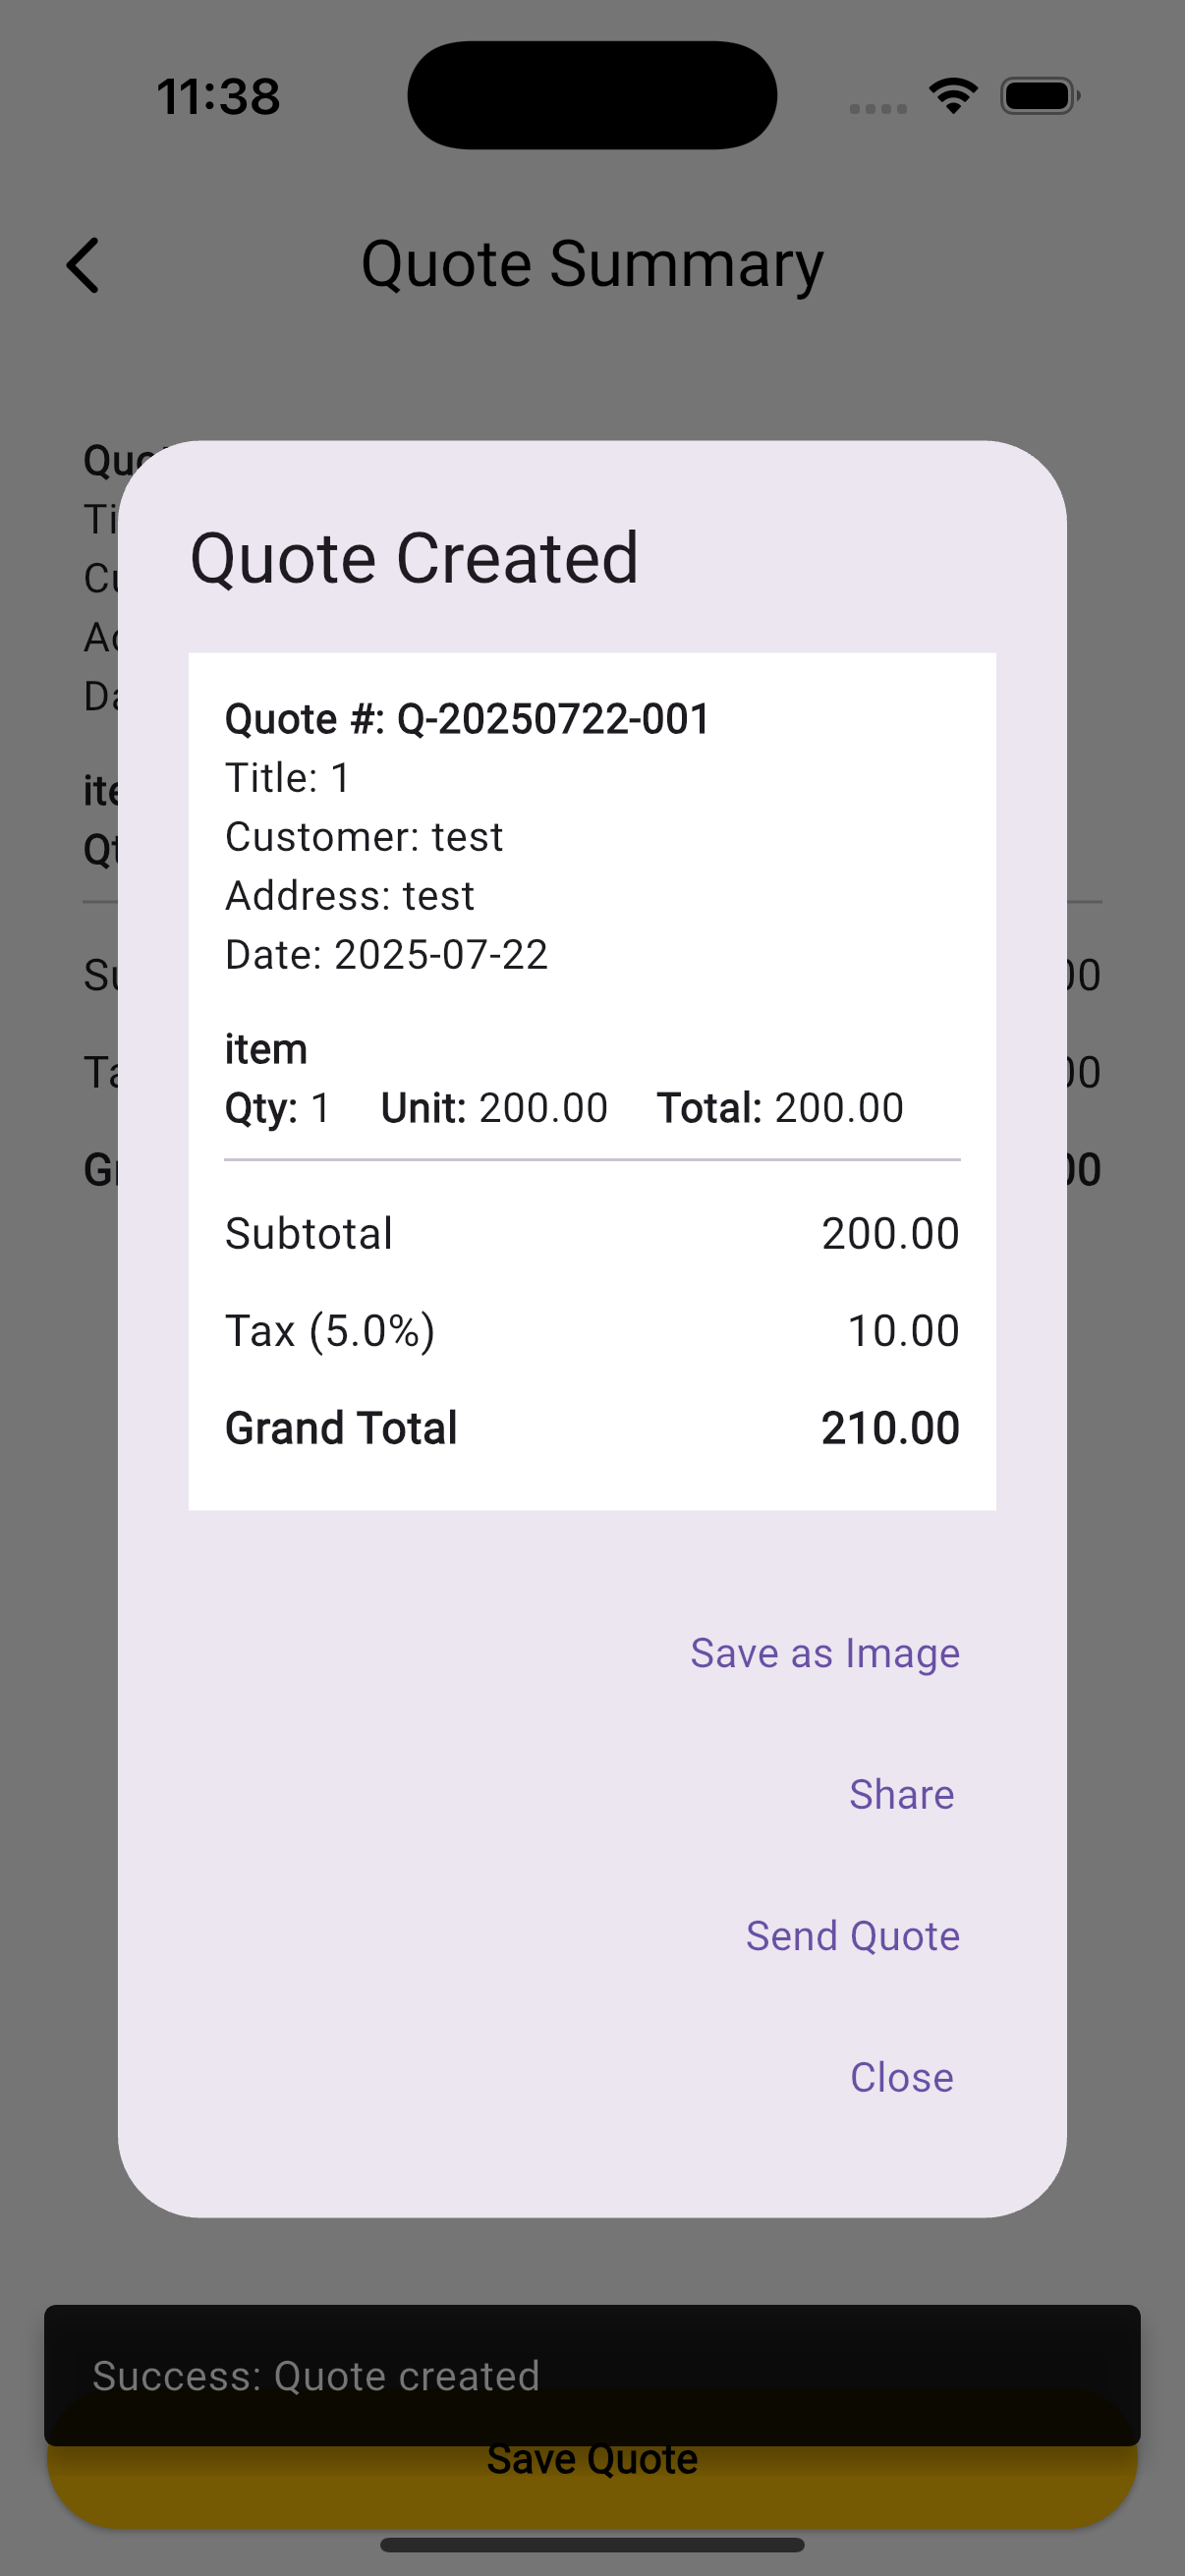 11:38
Quote Summary
Quote Created
Quote #: Q-20250722-001
Title: 1
Customer: test
Address: test
Date: 2025-07-22
item
Qty: 1 Unit: 200.00 Total: 200.00
Subtotal 200.00
Tax (5.0%) 10.00
Grand Total 210.00
Save as Image
Share
Send Quote
Close
Success: Quote created
Save Quote